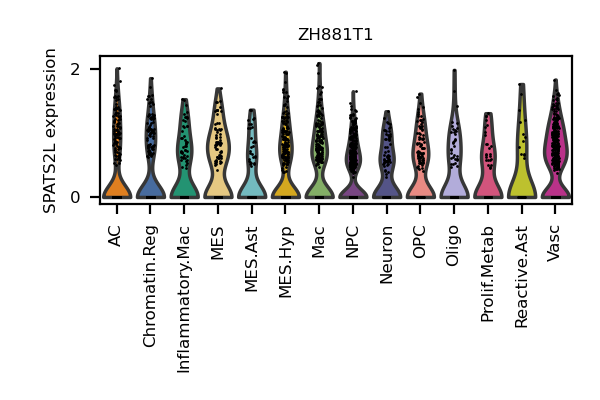 ZH881T1
SPATS2L expression
2
0
AC
Chromatin.Reg
Inflammatory.Mac
MES
MES.Ast
MES.Hyp
Mac
NPC
Neuron
OPC
Oligo
Prolif.Metab
Reactive.Ast
Vasc